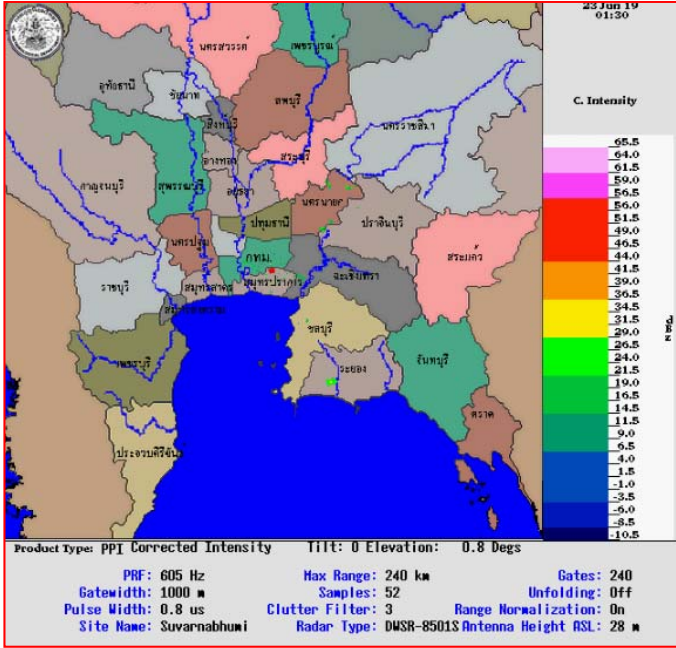 23 Jun 19
01:30
C. Intensity
นครสวรรค์
เพชรบูรณ์
อุทัยธานี
ชัยนาท
ลพบุรี
สิงห์บุรี
นครราชสีมา
อ่างทอง
สระบุรี
กาญจนบุรี
สุพรรณบุรี
อยุธยา
นครนายก
ปราจีนบุรี
ปทุมธานี
นครปฐม
กทม.
สระแก้ว
ฉะเชิงเทรา
ราชบุรี
สมุทรสาคร
สมุทรปราการ
ชลบุรี
เพชรบุรี
ระยอง
จันทบุรี
ตราด
ประจวบคีรีขันธ์
65.5
64.0
61.5
59.0
56.5
56.0
51.5
49.0
46.5
44.0
41.5
39.0
36.5
34.0
31.5
29.0
26.5
24.0
21.5
19.0
16.5
14.0
11.5
9.0
6.5
4.0
1.5
-1.0
-3.5
-6.0
-8.5
-10.5
Product Type: PPI Corrected Intensity Tilt: 0 Elevation: 0.8 Degs
PRF: 605 Hz Max Range: 240 km Gates: 240
Gatewidth: 1000 m Samples: 52 Unfolding: Off
Pulse Width: 0.8 us Clutter Filter: 3 Range Normalization: On
Site Name: Suvarnabhumi Radar Type: DWSR-8501S Antenna Height ASL: 28 m